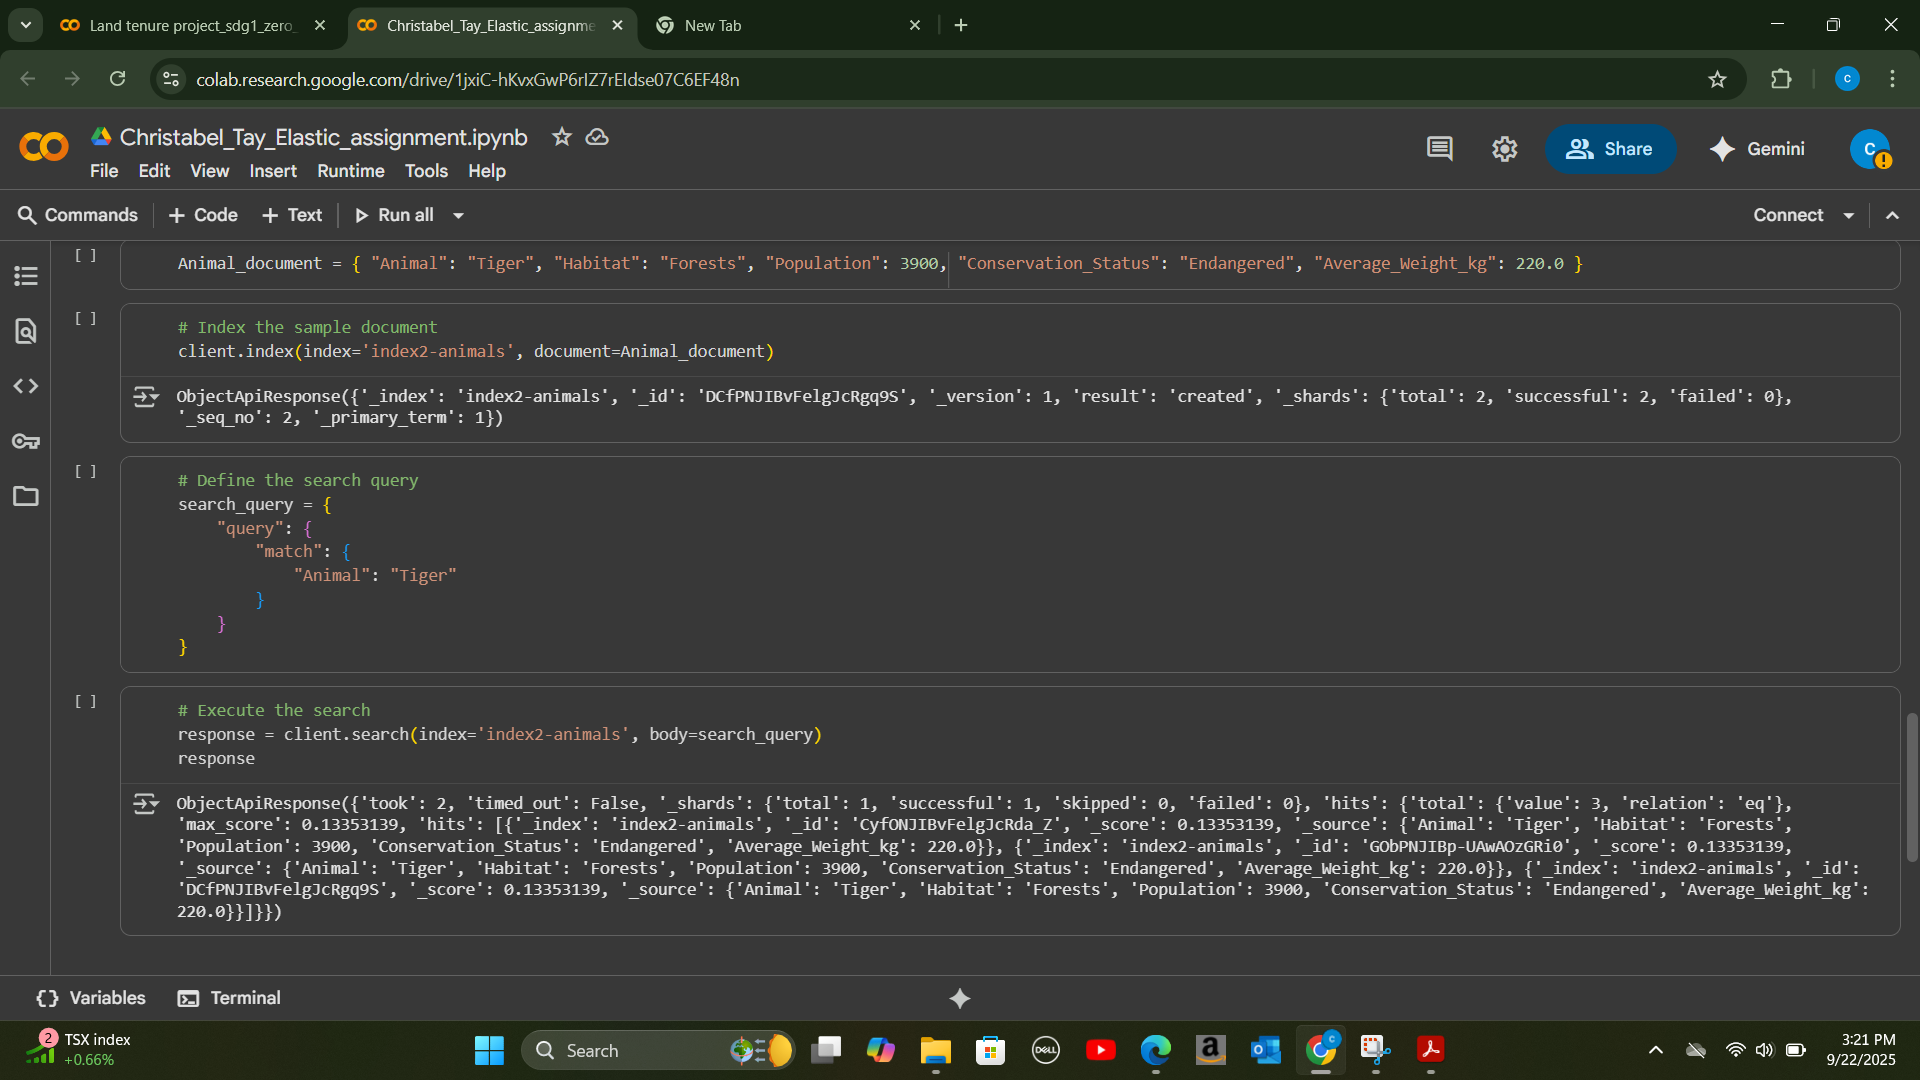 Land tenure project_sdg1_zero_
Christabel_Tay_Elastic_assignme
New Tab
colab.research.google.com/drive/1jxiC-hKvxGwP6rIZ7rEIdse07C6EF48n
C
Christabel_Tay_Elastic_assignment.ipynb
Share
Gemini
C
File Edit View Insert Runtime Tools Help
Commands + Code + Text Run all
Connect
[ ]
Animal_document = { "Animal": "Tiger", "Habitat": "Forests", "Population": 3900, "Conservation_Status": "Endangered", "Average_Weight_kg": 220.0 }
[ ]
# Index the sample document
client.index(index='index2-animals', document=Animal_document)
ObjectApiResponse({'_index': 'index2-animals', '_id': 'DCfPNJIBvFelgJcRgq9S', '_version': 1, 'result': 'created', '_shards': {'total': 2, 'successful': 2, 'failed': 0},
'_seq_no': 2, '_primary_term': 1})
[ ]
# Define the search query
search_query = {
"query": {
"match": {
"Animal": "Tiger"
}
}
}
[ ]
# Execute the search
response = client.search(index='index2-animals', body=search_query)
response
ObjectApiResponse({'took': 2, 'timed_out': False, '_shards': {'total': 1, 'successful': 1, 'skipped': 0, 'failed': 0}, 'hits': {'total': {'value': 3, 'relation': 'eq'},
'max_score': 0.13353139, 'hits': [{'_index': 'index2-animals', '_id': 'CyfONJIBvFelgJcRda_Z', '_score': 0.13353139, '_source': {'Animal': 'Tiger', 'Habitat': 'Forests',
'Population': 3900, 'Conservation_Status': 'Endangered', 'Average_Weight_kg': 220.0}}, {'_index': 'index2-animals', '_id': 'GObPNJIBp-UAwAOzGRi0', '_score': 0.13353139,
'_source': {'Animal': 'Tiger', 'Habitat': 'Forests', 'Population': 3900, 'Conservation_Status': 'Endangered', 'Average_Weight_kg': 220.0}}, {'_index': 'index2-animals', '_id':
'DCfPNJIBvFelgJcRgq9S', '_score': 0.13353139, '_source': {'Animal': 'Tiger', 'Habitat': 'Forests', 'Population': 3900, 'Conservation_Status': 'Endangered', 'Average_Weight_kg':
220.0}}]}})
Variables
Terminal
2
TSX index
+0.66%
Search
DELL
a
3:21 PM
9/22/2025